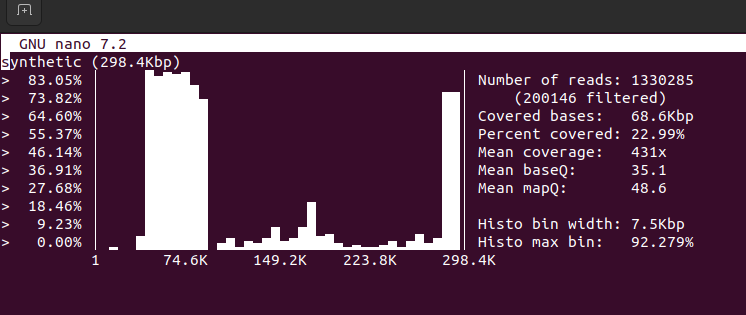 GNU nano 7.2
synthetic (298.4Kbp)
> 83.05% Number of reads: 1330285
> 73.82% (200146 filtered)
> 64.60% Covered bases: 68.6Kbp
> 55.37% Percent covered: 22.99%
> 46.14% Mean coverage: 431x
> 36.91% Mean baseQ: 35.1
> 27.68% Mean mapQ: 48.6
> 18.46%
> 9.23% Histo bin width: 7.5Kbp
> 0.00% Histo max bin: 92.279%
1 74.6K 149.2K 223.8K 298.4K